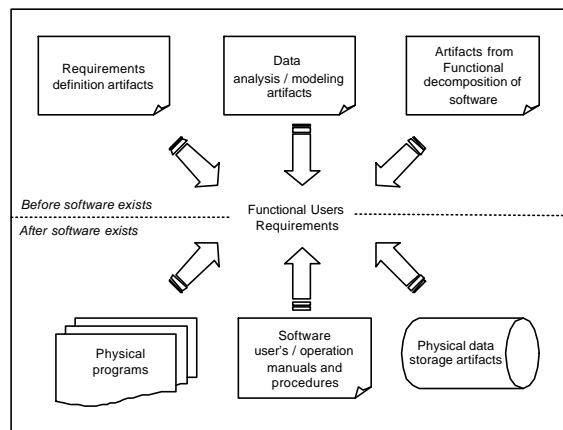 Requirements
definition artifacts
Data
analysis / modeling
artifacts
Artifacts from
Functional
decomposition of
software
Before software exists
Functional Users
Requirements
After software exists
Physical
programs
Software
user's / operation
manuals and
procedures
Physical data
storage artifacts